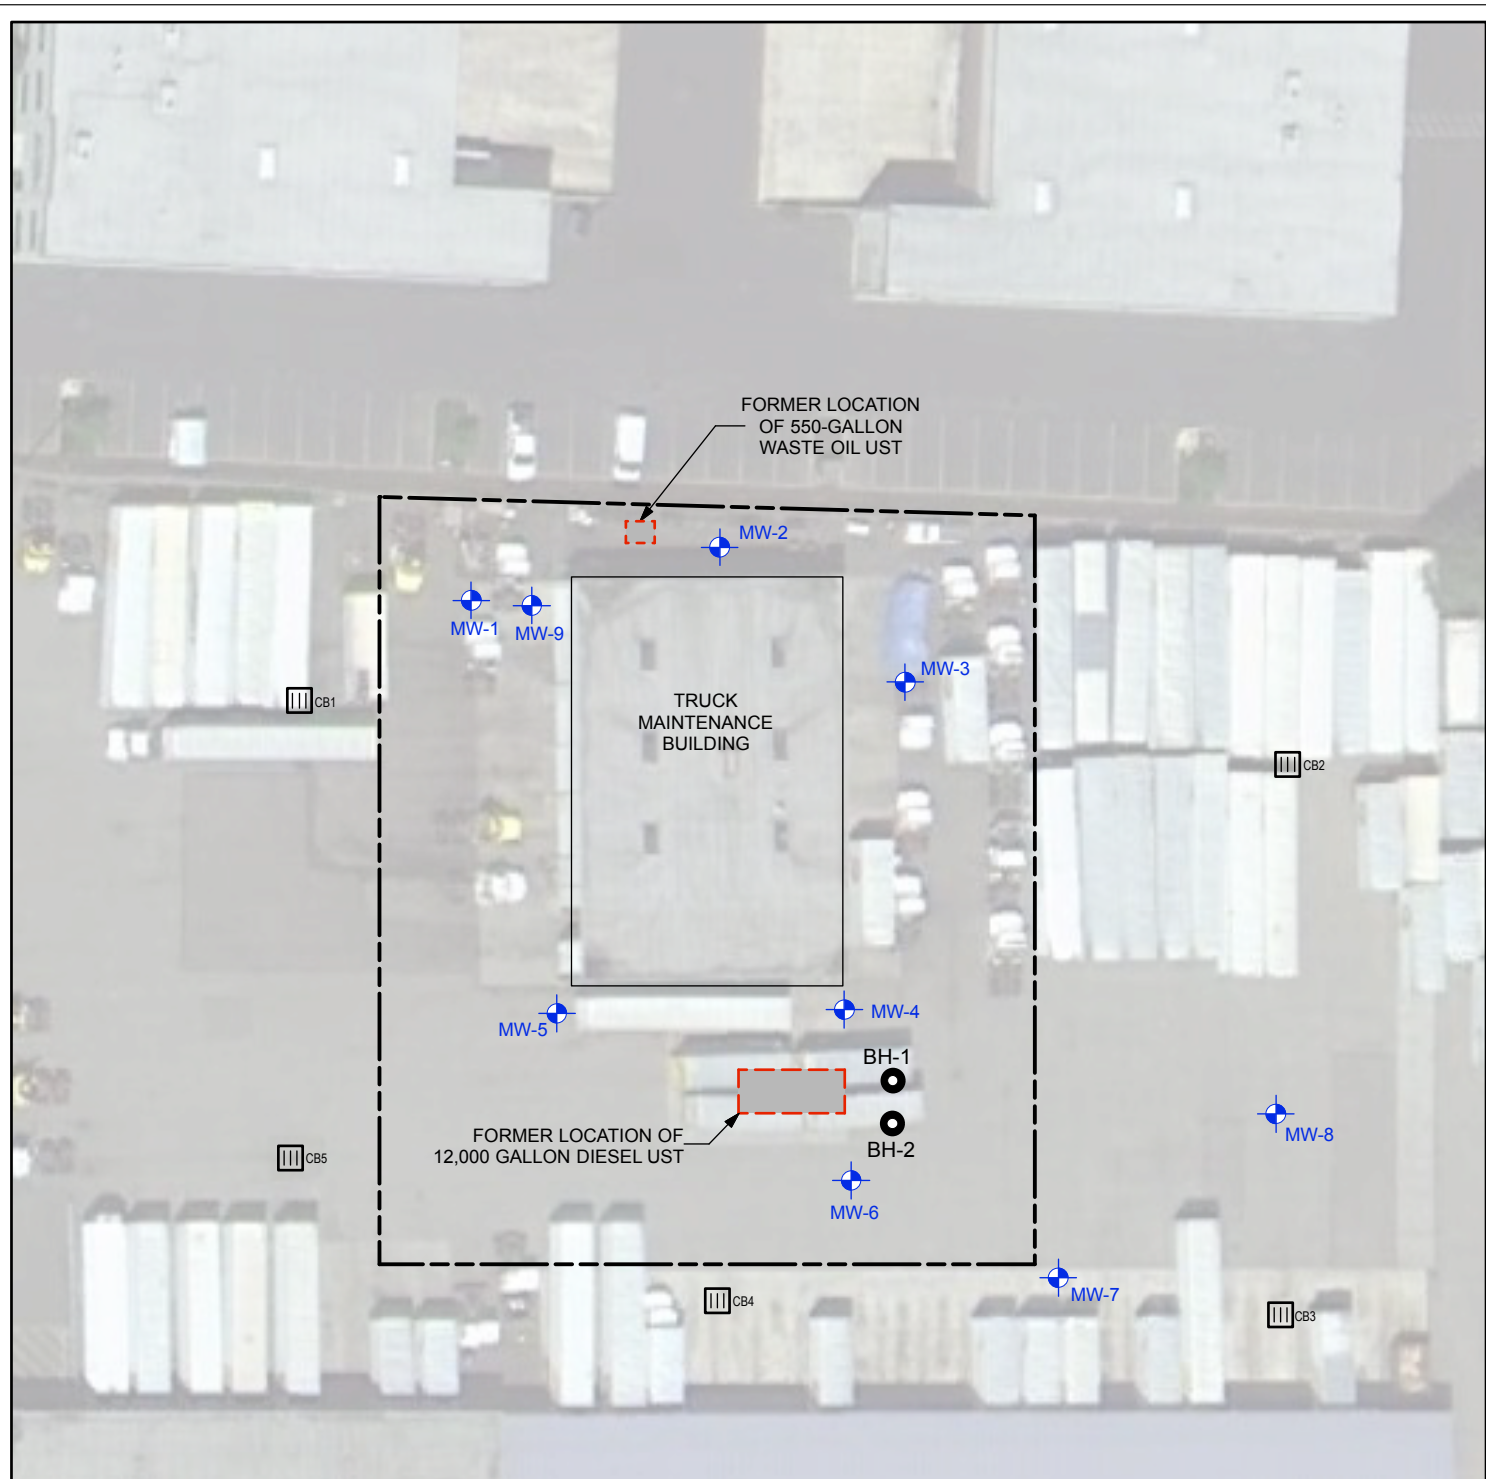 FORMER LOCATION
OF 550-GALLON
WASTE OIL UST
MW-2
MW-1
MW-9
MW-3
TRUCK
MAINTENANCE
BUILDING
CB1
CB2
MW-5
MW-4
BH-1
BH-2
FORMER LOCATION OF
12,000 GALLON DIESEL UST
MW-8
CB5
MW-6
MW-7
CB4
CB3